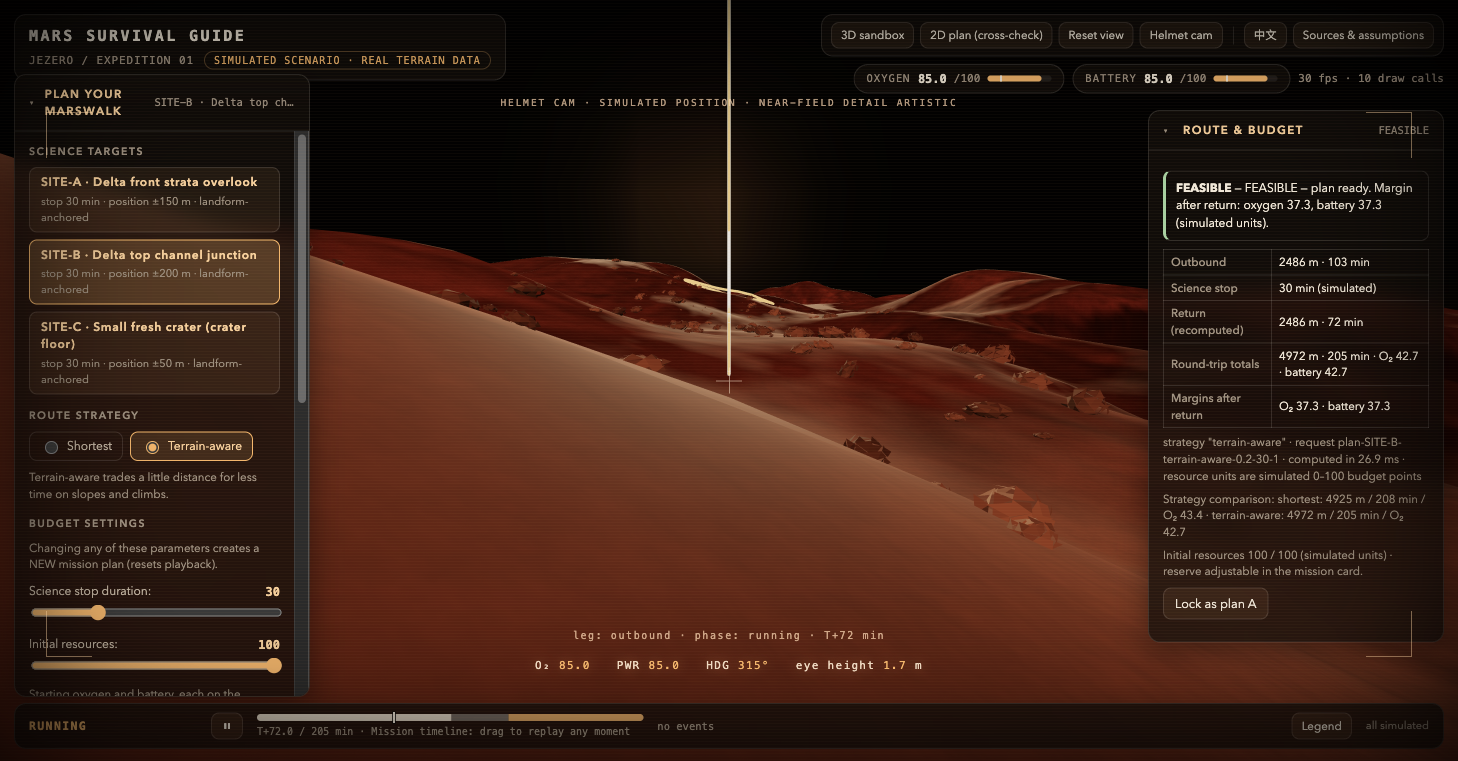 MARS SURVIVAL GUIDE
JEZERO / EXPEDITION 01 SIMULATED SCENARIO · REAL TERRAIN DATA
3D sandbox 2D plan (cross-check) Reset view Helmet cam 中文 Sources & assumptions
OXYGEN 85.0 /100 BATTERY 85.0 /100 30 fps · 10 draw calls
HELMET CAM · SIMULATED POSITION · NEAR-FIELD DETAIL ARTISTIC
PLAN YOUR
MARSWALK
SITE-B · Delta top ch…
SCIENCE TARGETS
SITE-A · Delta front strata overlook
stop 30 min · position ±150 m · landform-
anchored
SITE-B · Delta top channel junction
stop 30 min · position ±200 m · landform-
anchored
SITE-C · Small fresh crater (crater
floor)
stop 30 min · position ±50 m · landform-
anchored
ROUTE STRATEGY
Shortest Terrain-aware
Terrain-aware trades a little distance for less
time on slopes and climbs.
BUDGET SETTINGS
Changing any of these parameters creates a
NEW mission plan (resets playback).
Science stop duration: 30
Initial resources: 100
Starting oxygen and battery, each on the
ROUTE & BUDGET FEASIBLE
FEASIBLE — FEASIBLE — plan ready. Margin
after return: oxygen 37.3, battery 37.3
(simulated units).
Outbound 2486 m · 103 min
Science stop 30 min (simulated)
Return
(recomputed)
2486 m · 72 min
Round-trip totals
4972 m · 205 min · O₂ 42.7
· battery 42.7
Margins after
return
O₂ 37.3 · battery 37.3
strategy "terrain-aware" · request plan-SITE-B-
terrain-aware-0.2-30-1 · computed in 26.9 ms ·
resource units are simulated 0–100 budget points
Strategy comparison: shortest: 4925 m / 208 min /
O₂ 43.4 · terrain-aware: 4972 m / 205 min / O₂
42.7
Initial resources 100 / 100 (simulated units) ·
reserve adjustable in the mission card.
Lock as plan A
leg: outbound · phase: running · T+72 min
O₂ 85.0 PWR 85.0 HDG 315° eye height 1.7 m
RUNNING
T+72.0 / 205 min · Mission timeline: drag to replay any moment
no events
Legend all simulated